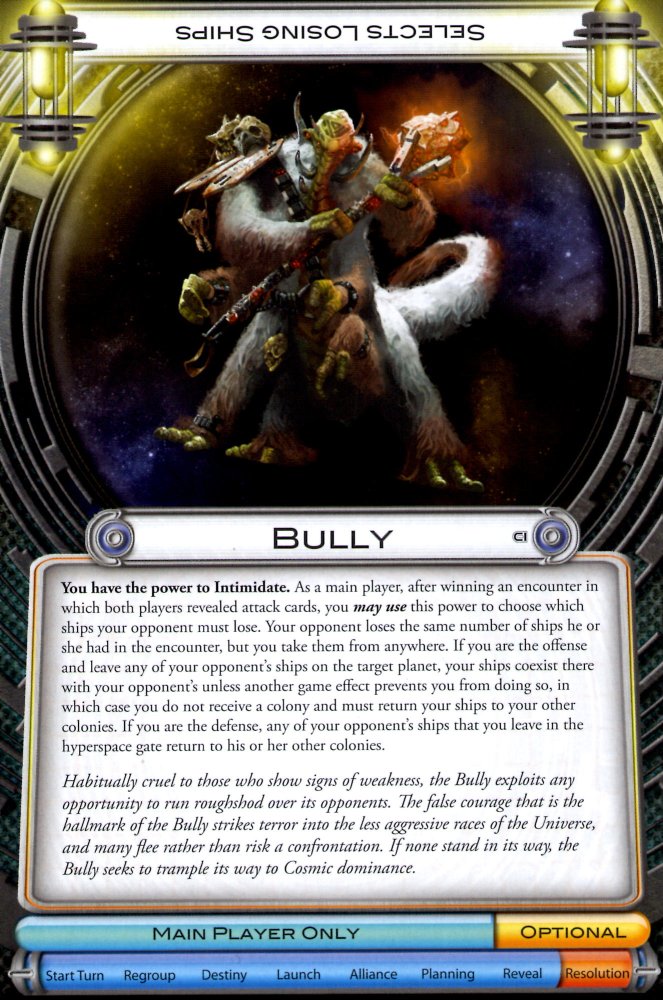 SELECTS LOSING SHIPS
BULLY
CI
You have the power to Intimidate. As a main player, after winning an encounter in
which both players revealed attack cards, you may use this power to choose which
ships your opponent must lose. Your opponent loses the same number of ships he or
she had in the encounter, but you take them from anywhere. If you are the offense
and leave any of your opponent's ships on the target planet, your ships coexist there
with your opponent's unless another game effect prevents you from doing so, in
which case you do not receive a colony and must return your ships to your other
colonies. If you are the defense, any of your opponent's ships that you leave in the
hyperspace gate return to his or her other colonies.
Habitually cruel to those who show signs of weakness, the Bully exploits any
opportunity to run roughshod over its opponents. The false courage that is the
hallmark of the Bully strikes terror into the less aggressive races of the Universe,
and many flee rather than risk a confrontation. If none stand in its way, the
Bully seeks to trample its way to Cosmic dominance.
MAIN PLAYER ONLY
OPTIONAL
Start Turn Regroup Destiny Launch Alliance Planning Reveal Resolution